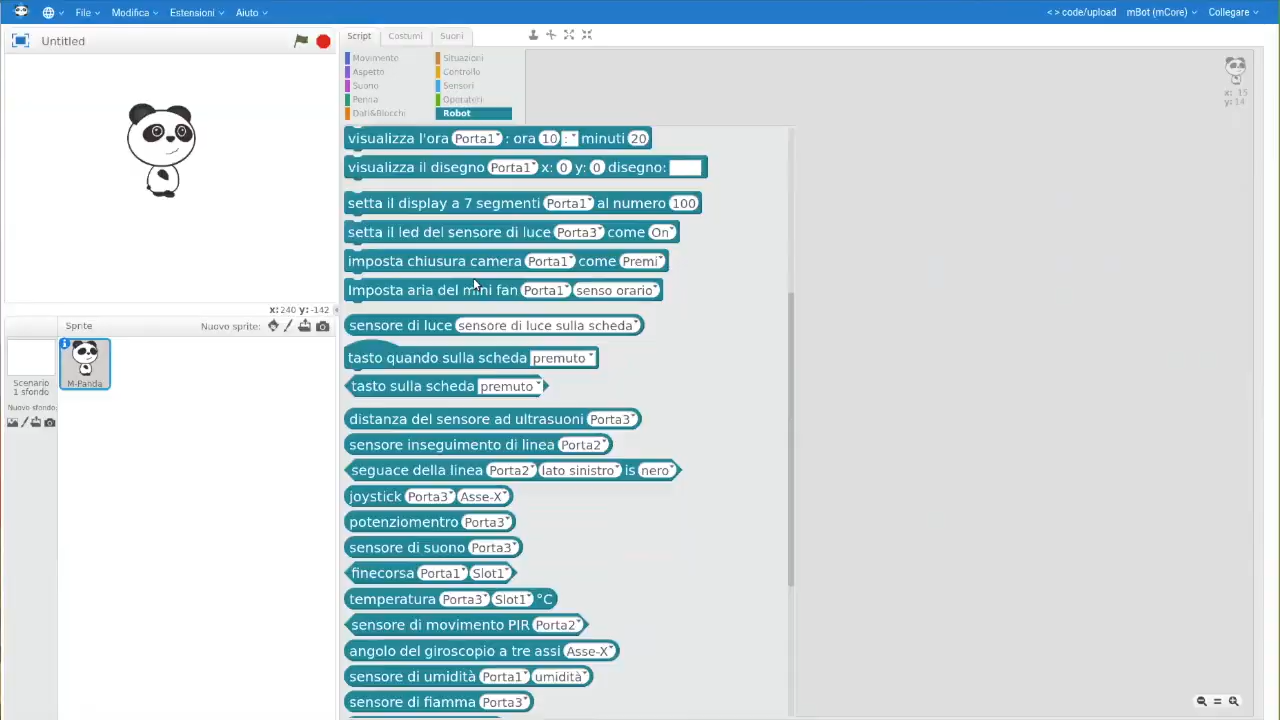 File Modifica Estensioni Aiuto < > code/upload mBot (mCore) Collegare
Untitled
Script Costumi Suoni
Movimento Situazioni
Aspetto Controllo
Suono Sensori
Penna Operatori
Dati&Blocchi Robot
x: 15
y: 14
visualizza l'ora Porta1 : ora 10 : minuti 20
visualizza il disegno Porta1 x: 0 y: 0 disegno:
setta il display a 7 segmenti Porta1 al numero 100
setta il led del sensore di luce Porta3 come On
imposta chiusura camera Porta1 come Premi
Imposta aria del mini fan Porta1 senso orario
sensore di luce sensore di luce sulla scheda
tasto quando sulla scheda premuto
tasto sulla scheda premuto
distanza del sensore ad ultrasuoni Porta3
sensore inseguimento di linea Porta2
seguace della linea Porta2 lato sinistro is nero
joystick Porta3 Asse-X
potenziomentro Porta3
sensore di suono Porta3
finecorsa Porta1 Slot1
temperatura Porta3 Slot1 °C
sensore di movimento PIR Porta2
angolo del giroscopio a tre assi Asse-X
sensore di umidità Porta1 umidità
sensore di fiamma Porta3
x: 240 y: -142
Sprite Nuovo sprite:
M-Panda
Scenario
1 sfondo
Nuovo sfondo: